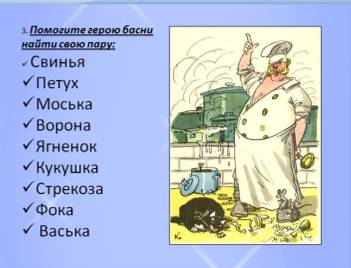 3. Помогите герою басни
найти свою пару:
✓ Свинья
✓ Петух
✓ Моська
✓ Ворона
✓ Ягненок
✓ Кукушка
✓ Стрекоза
✓ Фока
✓ Васька